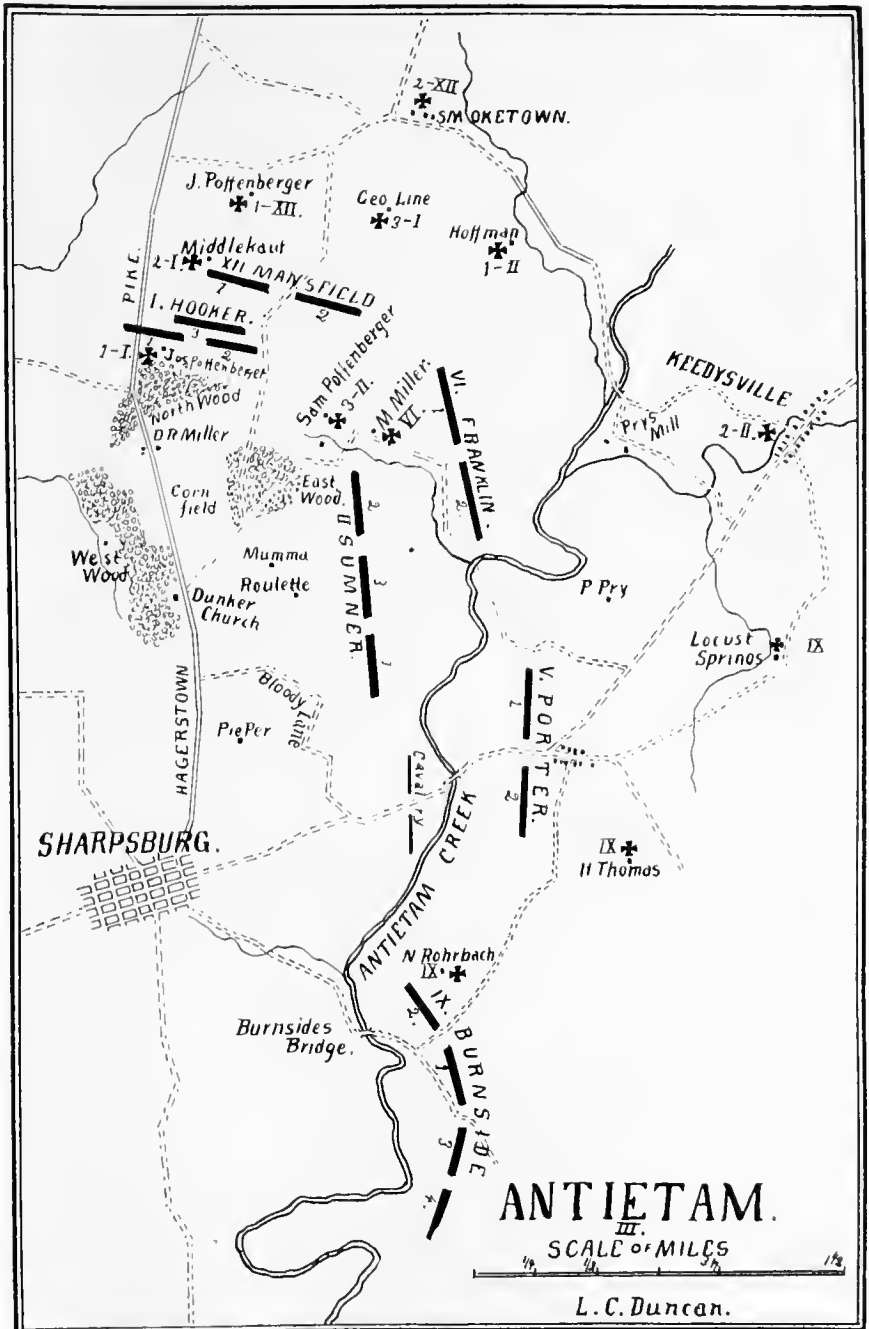 2-XII
SMOKETOWN.
J. Poffenberger
1-XII.
Geo Line
3-I
Hoffman
1-II
Middlekauf
2-I.
XII MANSFIELD
1
2
PIKE.
I. HOOKER.
3
1
2
1-I
Jos Poffenberger
North Wood
Sam Poffenberger
3-II.
M Miller.
VI
VI. FRANKLIN.
1
2
KEEDYSVILLE
Prys Mill
2-II.
D R Miller
Corn field
East Wood.
II SUMNER.
2
3
1
West Wood
Mumma
Roulette
Dunker Church
P Pry
Locust Springs
IX
HAGERSTOWN
Bloody Lane
PiePer
V. PORTER.
1
2
Cavalry
SHARPSBURG.
ANTIETAM CREEK
IX
H Thomas
N Rohrbach
IX
IX. BURNSIDE
2.
1
3
4.
Burnsides Bridge.
ANTIETAM.
III.
SCALE OF MILES
1/4
L. C. Duncan.